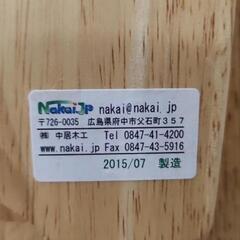 Nakai.Jp nakai@nakai.jp
〒726-0035 広島県府中市父石町357
㈱ 中居木工 Tel 0847-41-4200
www.nakai.jp Fax 0847-43-5916
2015/07 製造